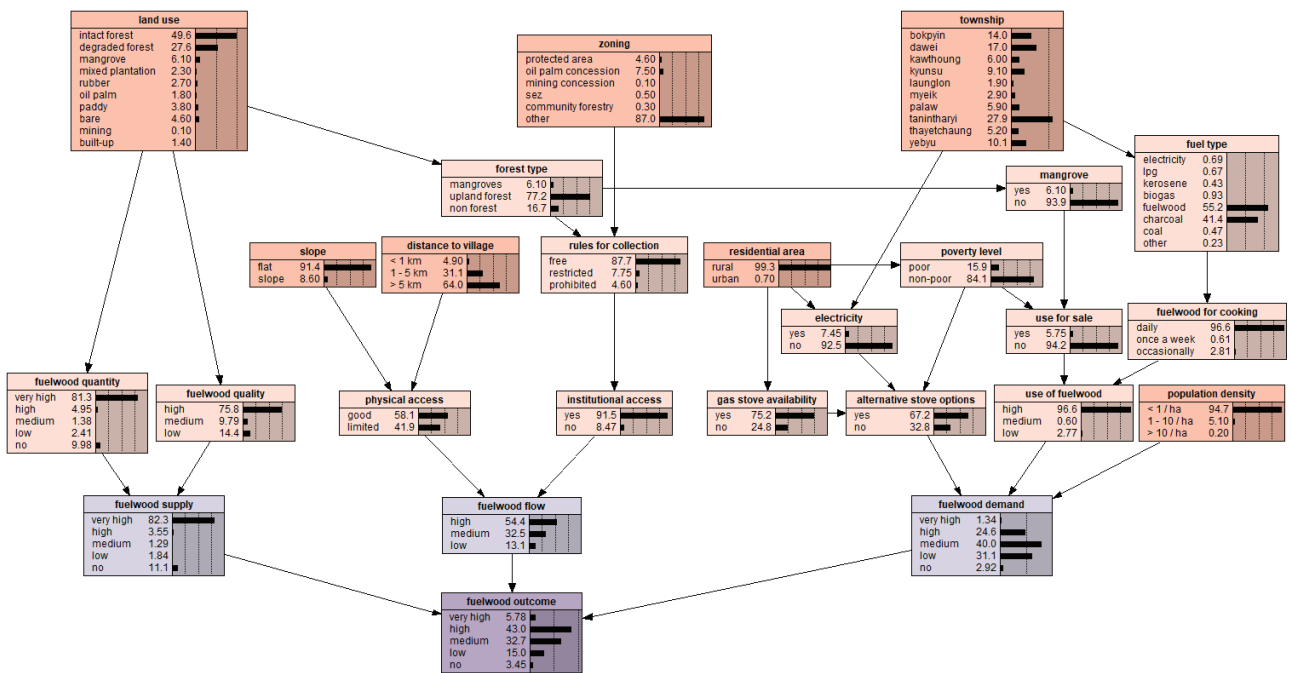 land use
intact forest 49.6
degraded forest 27.6
mangrove 6.10
mixed plantation 2.30
rubber 2.70
oil palm 1.80
paddy 3.80
bare 4.60
mining 0.10
built-up 1.40
zoning
protected area 4.60
oil palm concession 7.50
mining concession 0.10
sez 0.50
community forestry 0.30
other 87.0
township
bokpyin 14.0
dawei 17.0
kawthoung 6.00
kyunsu 9.10
launglon 1.90
myeik 2.90
palaw 5.90
tanintharyi 27.9
thayetchaung 5.20
yebyu 10.1
fuel type
electricity 0.69
lpg 0.67
kerosene 0.43
biogas 0.93
fuelwood 55.2
charcoal 41.4
coal 0.47
other 0.23
forest type
mangroves 6.10
upland forest 77.2
non forest 16.7
mangrove
yes 6.10
no 93.9
slope
flat 91.4
slope 8.60
distance to village
< 1 km 4.90
1 - 5 km 31.1
> 5 km 64.0
rules for collection
free 87.7
restricted 7.75
prohibited 4.60
residential area
rural 99.3
urban 0.70
poverty level
poor 15.9
non-poor 84.1
electricity
yes 7.45
no 92.5
use for sale
yes 5.75
no 94.2
fuelwood for cooking
daily 96.6
once a week 0.61
occasionally 2.81
fuelwood quantity
very high 81.3
high 4.95
medium 1.38
low 2.41
no 9.98
fuelwood quality
high 75.8
medium 9.79
low 14.4
physical access
good 58.1
limited 41.9
institutional access
yes 91.5
no 8.47
gas stove availability
yes 75.2
no 24.8
alternative stove options
yes 67.2
no 32.8
use of fuelwood
high 96.6
medium 0.60
low 2.77
population density
< 1 / ha 94.7
1 - 10 / ha 5.10
> 10 / ha 0.20
fuelwood supply
very high 82.3
high 3.55
medium 1.29
low 1.84
no 11.1
fuelwood flow
high 54.4
medium 32.5
low 13.1
fuelwood demand
very high 1.34
high 24.6
medium 40.0
low 31.1
no 2.92
fuelwood outcome
very high 5.78
high 43.0
medium 32.7
low 15.0
no 3.45